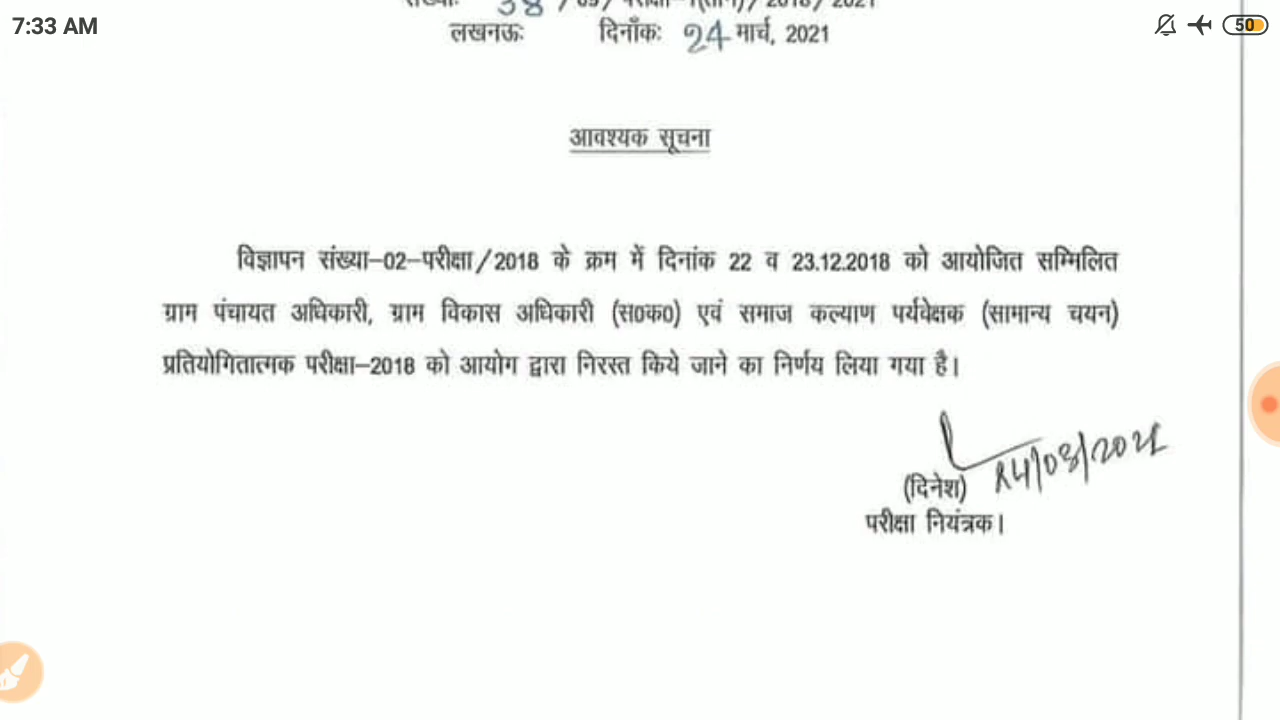 7:33 AM
50
38
2021
लखनऊः दिनाँकः 24 मार्च, 2021
आवश्यक सूचना
विज्ञापन संख्या–02–परीक्षा/2018 के क्रम में दिनांक 22 व 23.12.2018 को आयोजित सम्मिलित
ग्राम पंचायत अधिकारी, ग्राम विकास अधिकारी (स0क0) एवं समाज कल्याण पर्यवेक्षक (सामान्य चयन)
प्रतियोगितात्मक परीक्षा–2018 को आयोग द्वारा निरस्त किये जाने का निर्णय लिया गया है।
24/03/2021
(दिनेश)
परीक्षा नियंत्रक।